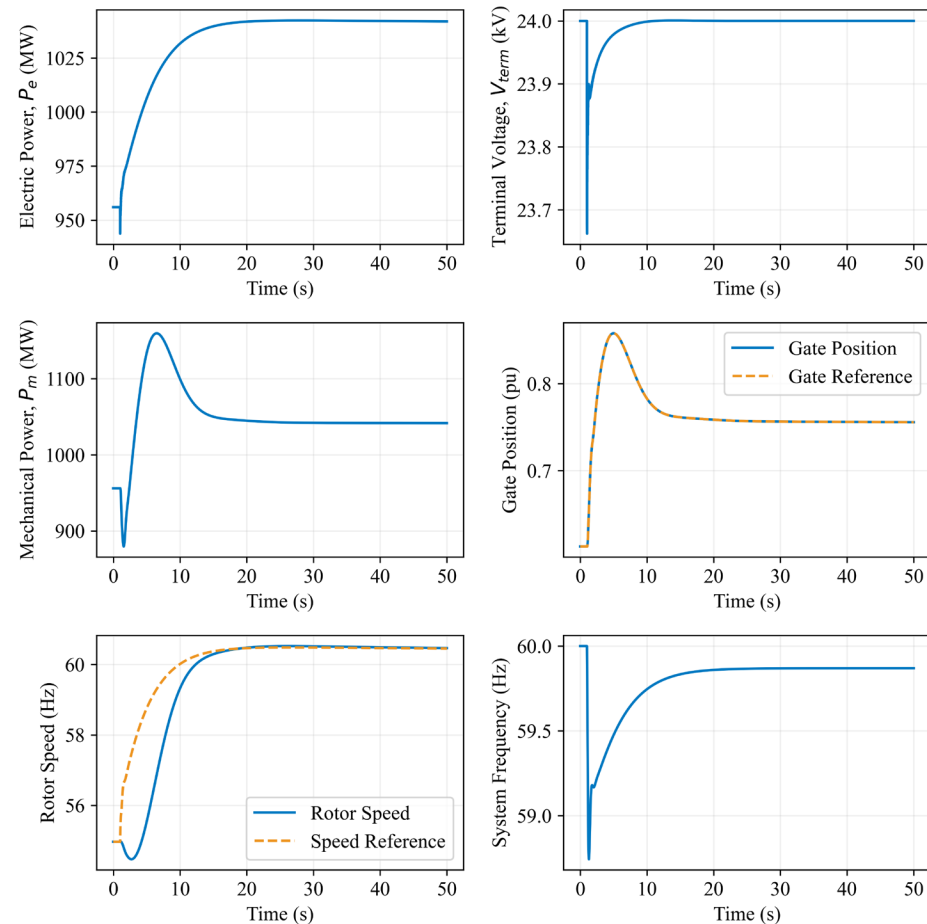 Electric Power, P_e (MW)
1025
1000
975
950
0 10 20 30 40 50
Time (s)
Terminal Voltage, V_term (kV)
24.0
23.9
23.8
23.7
0 10 20 30 40 50
Time (s)
Mechanical Power, P_m (MW)
1100
1000
900
0 10 20 30 40 50
Time (s)
Gate Position (pu)
0.8
0.7
Gate Position
Gate Reference
0 10 20 30 40 50
Time (s)
Rotor Speed (Hz)
60
58
56
Rotor Speed
Speed Reference
0 10 20 30 40 50
Time (s)
System Frequency (Hz)
60.0
59.5
59.0
0 10 20 30 40 50
Time (s)